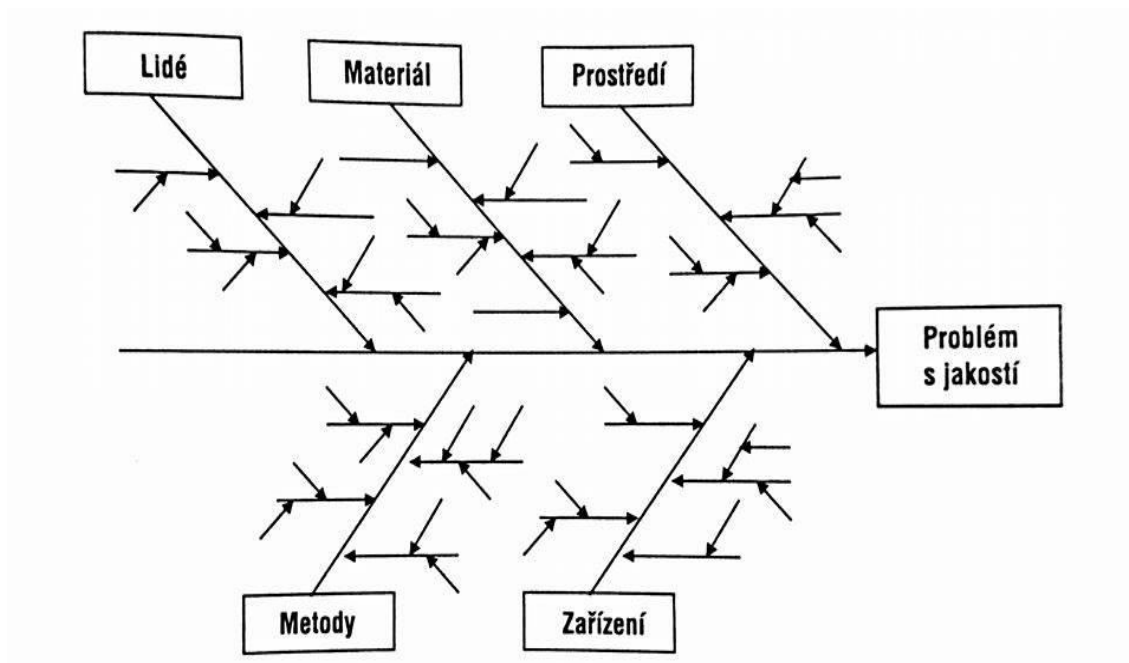 Lidé
Materiál
Prostředí
Problém
s jakostí
Metody
Zařízení